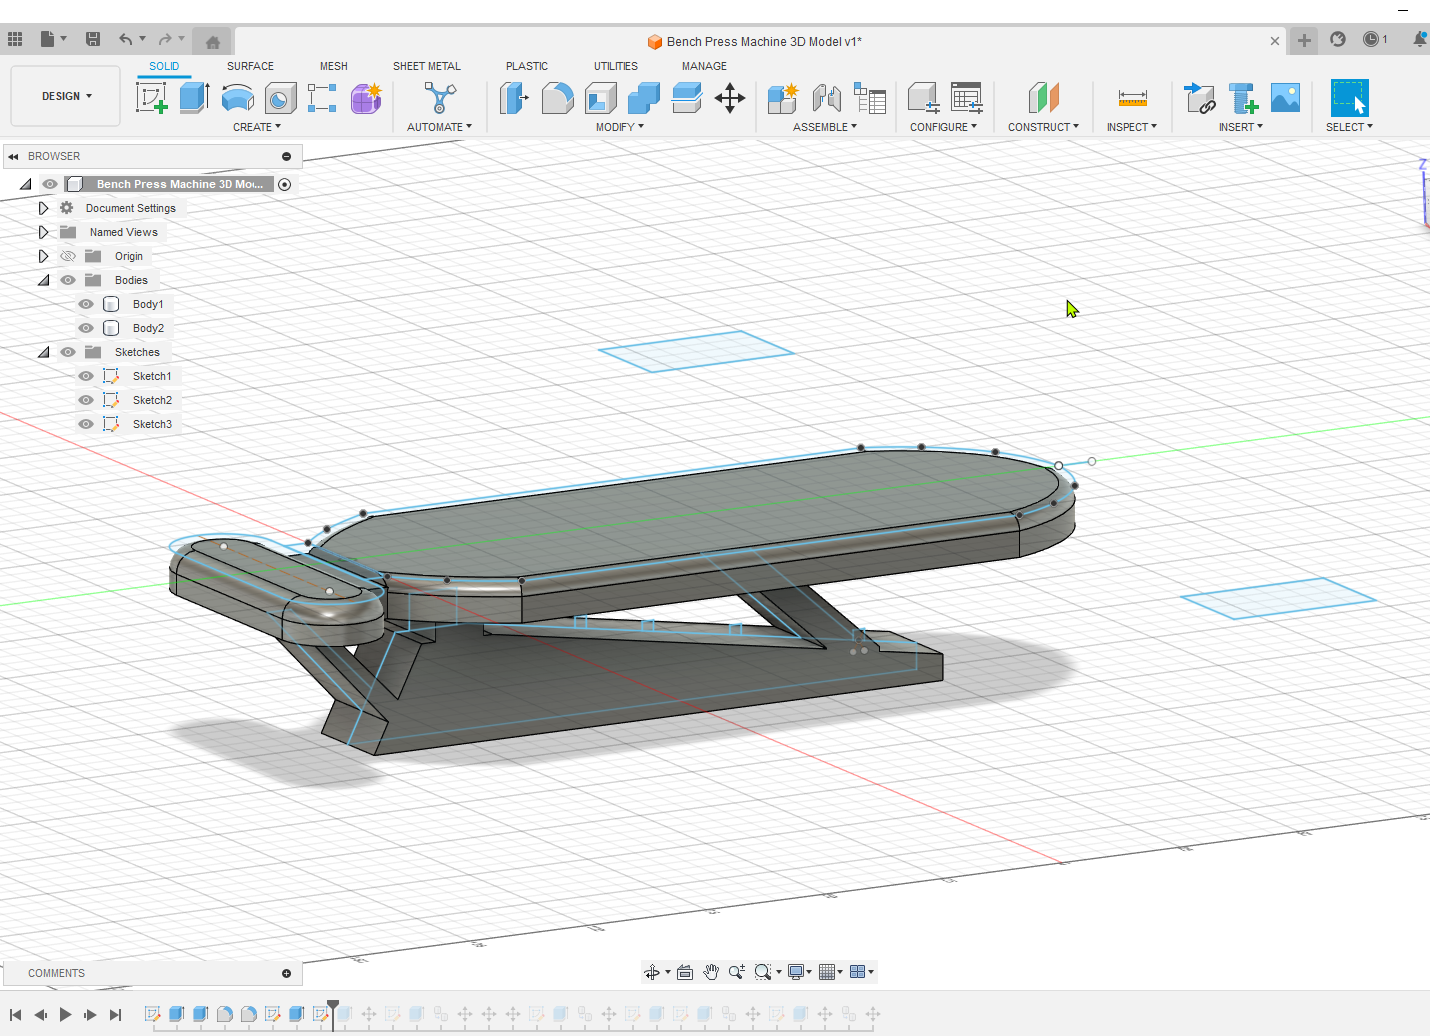 Bench Press Machine 3D Model v1*
1
SOLID SURFACE MESH SHEET METAL PLASTIC UTILITIES MANAGE
DESIGN
CREATE AUTOMATE MODIFY ASSEMBLE CONFIGURE CONSTRUCT INSPECT INSERT SELECT
BROWSER
Bench Press Machine 3D Mo...
Document Settings
Named Views
Origin
Bodies
Body1
Body2
Sketches
Sketch1
Sketch2
Sketch3
Z
COMMENTS